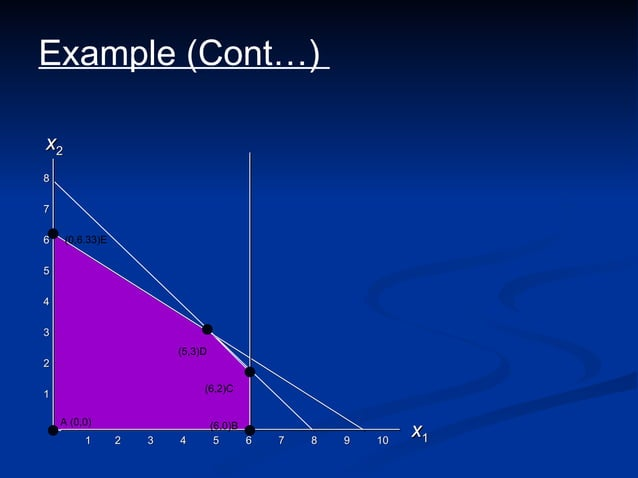 Example (Cont…)
x2
8
7
6
(0,6.33)E
5
4
3
(5,3)D
2
(6,2)C
1
A (0,0)
(6,0)B
1 2 3 4 5 6 7 8 9 10
x1